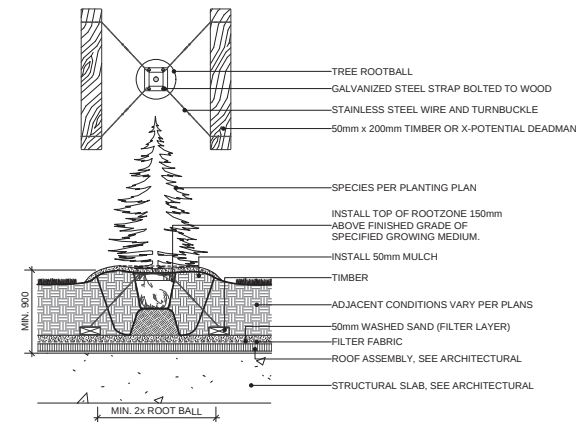 TREE ROOTBALL
GALVANIZED STEEL STRAP BOLTED TO WOOD
STAINLESS STEEL WIRE AND TURNBUCKLE
50mm x 200mm TIMBER OR X-POTENTIAL DEADMAN
SPECIES PER PLANTING PLAN
INSTALL TOP OF ROOTZONE 150mm
ABOVE FINISHED GRADE OF
SPECIFIED GROWING MEDIUM.
INSTALL 50mm MULCH
TIMBER
ADJACENT CONDITIONS VARY PER PLANS
50mm WASHED SAND (FILTER LAYER)
FILTER FABRIC
ROOF ASSEMBLY, SEE ARCHITECTURAL
STRUCTURAL SLAB, SEE ARCHITECTURAL
MIN. 900
MIN. 2x ROOT BALL